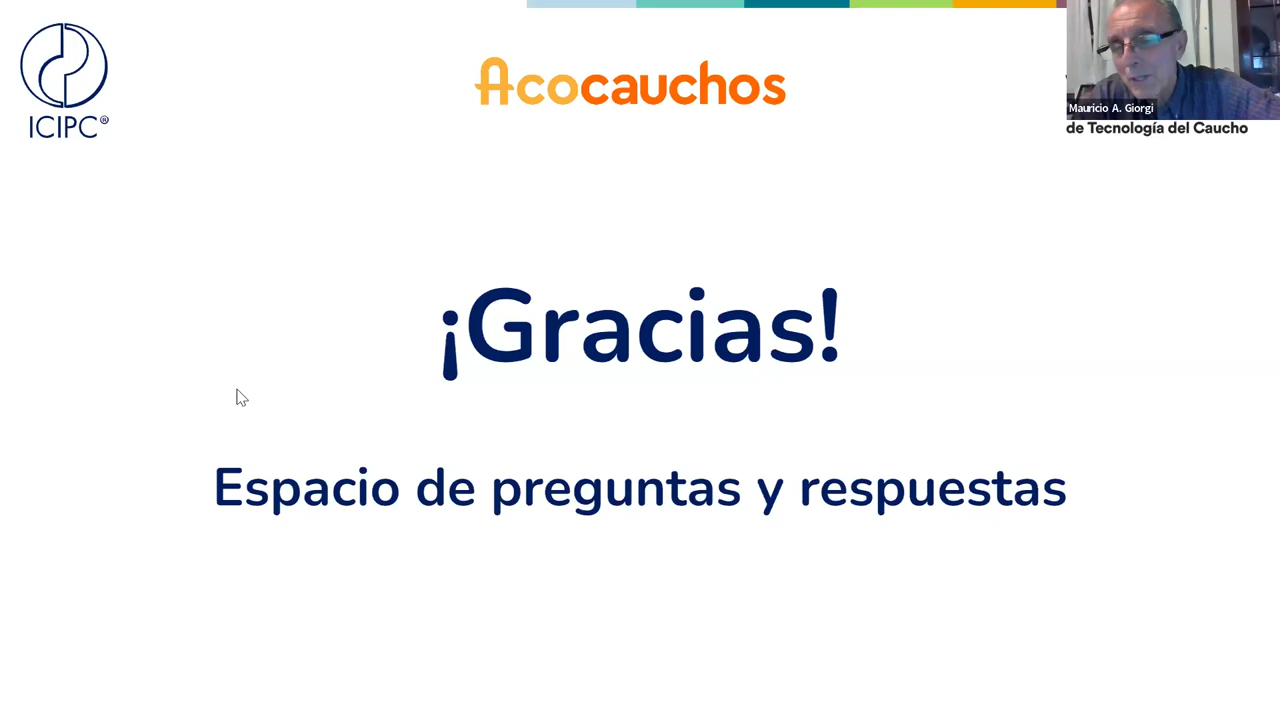 ICIPC®
Acocauchos
Mauricio A. Giorgi
de Tecnología del Caucho
¡Gracias!
Espacio de preguntas y respuestas